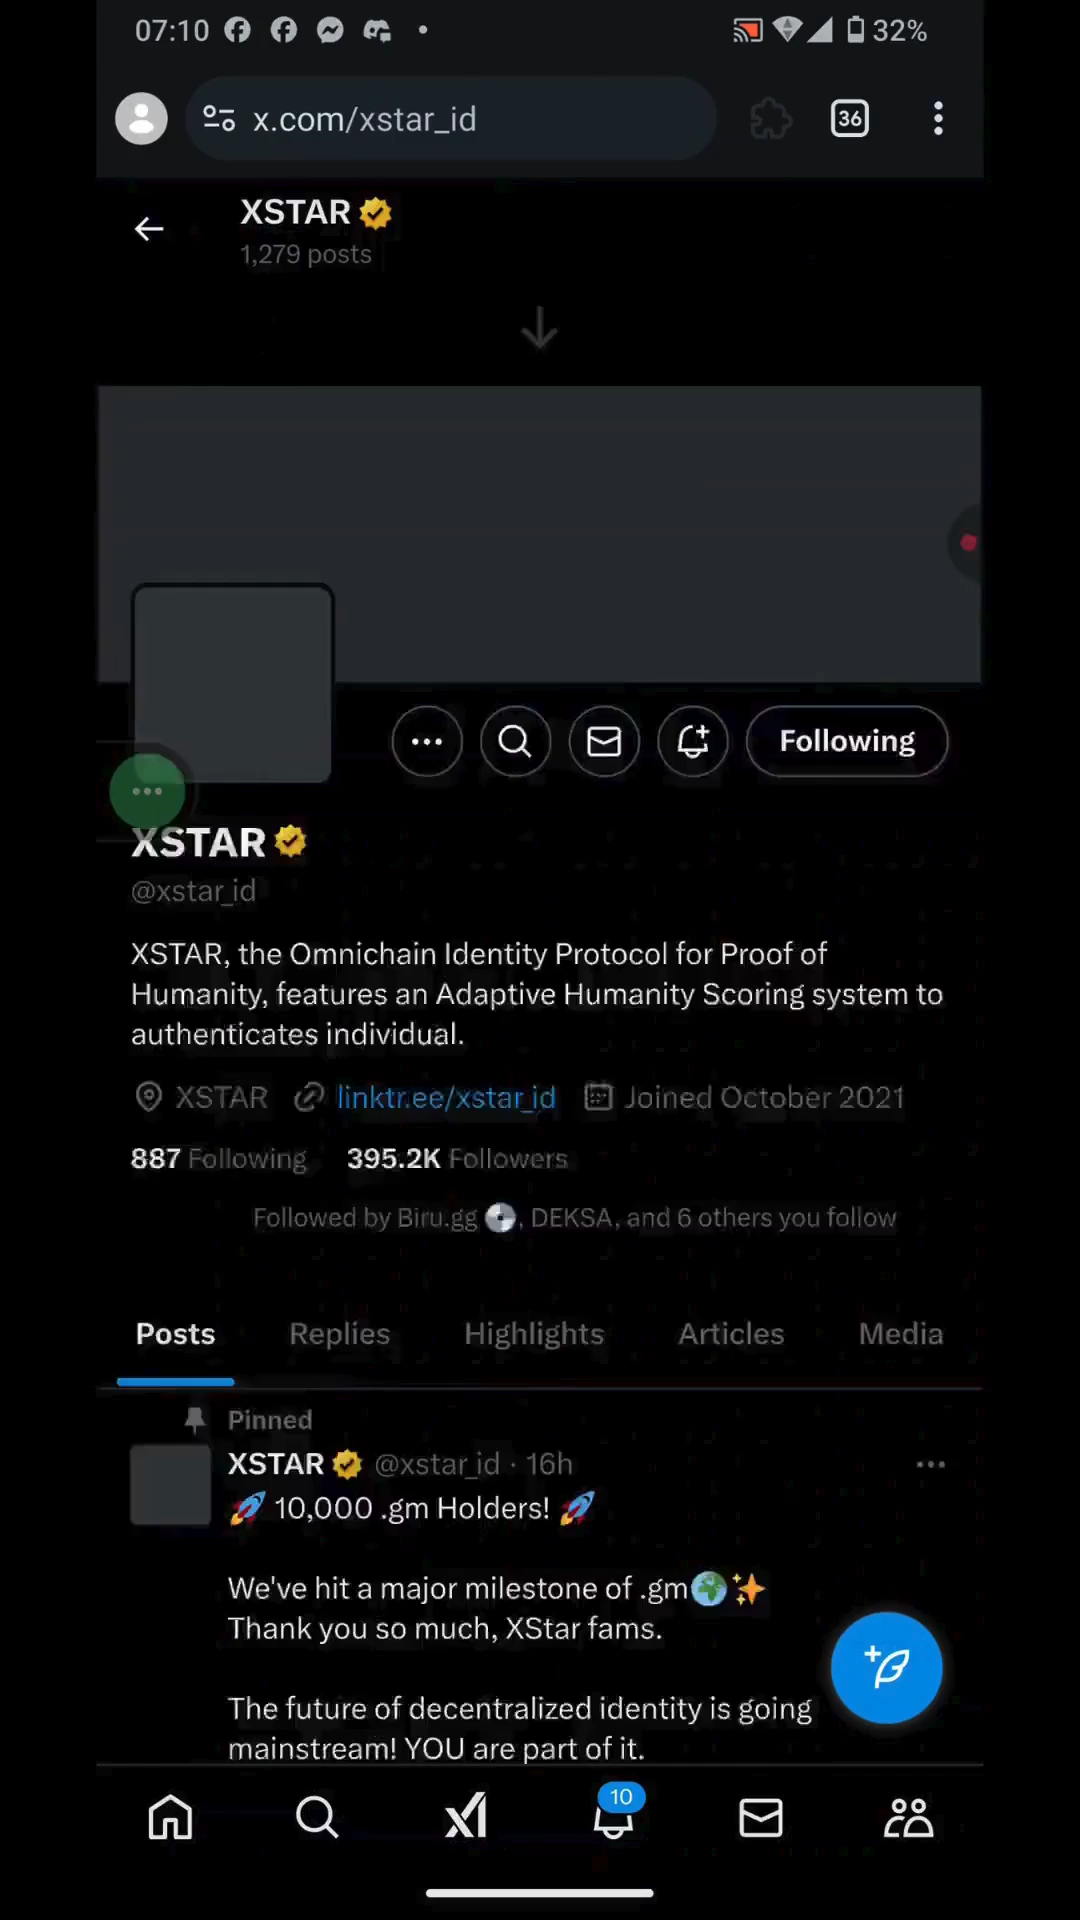 07:10 32%
x.com/xstar_id 36
XSTAR
1,279 posts
Following
XSTAR
@xstar_id
XSTAR, the Omnichain Identity Protocol for Proof of
Humanity, features an Adaptive Humanity Scoring system to
authenticates individual.
XSTAR linktr.ee/xstar_id Joined October 2021
887 Following 395.2K Followers
Followed by Biru.gg 💿, DEKSA, and 6 others you follow
Posts Replies Highlights Articles Media
Pinned
XSTAR @xstar_id · 16h
🚀 10,000 .gm Holders! 🚀
We've hit a major milestone of .gm🌍✨
Thank you so much, XStar fams.
The future of decentralized identity is going
mainstream! YOU are part of it.
10